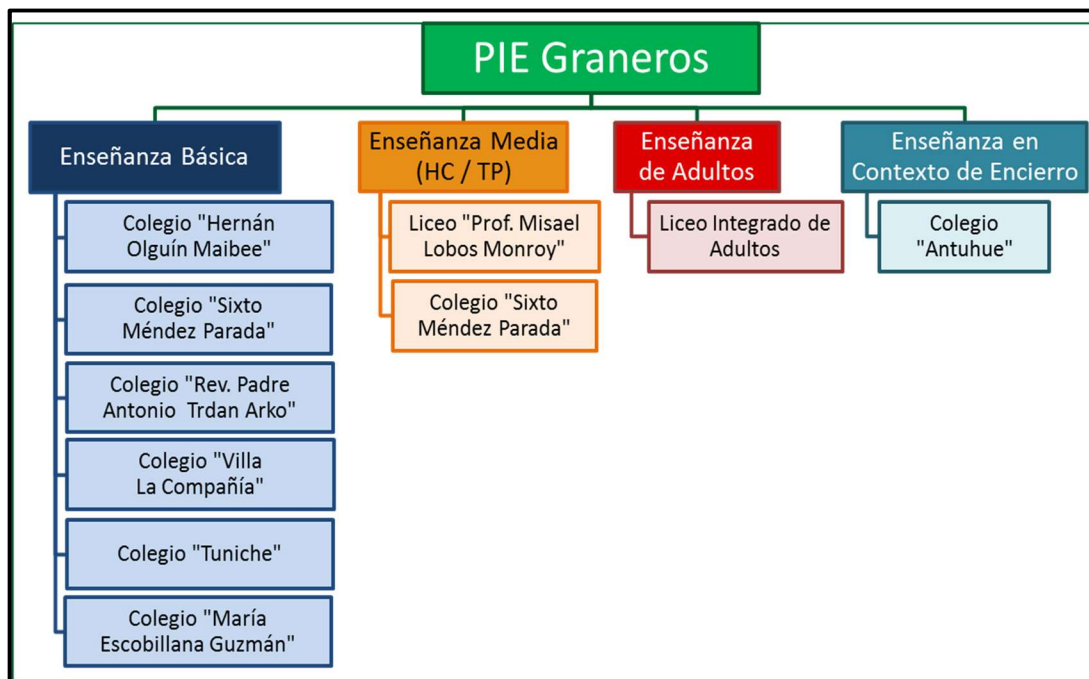 PIE Graneros
Enseñanza Básica
Colegio "Hernán
Olguín Maibee"
Colegio "Sixto
Méndez Parada"
Colegio "Rev. Padre
Antonio Trdan Arko"
Colegio "Villa
La Compañía"
Colegio "Tuniche"
Colegio "María
Escobillana Guzmán"
Enseñanza Media
(HC / TP)
Liceo "Prof. Misael
Lobos Monroy"
Colegio "Sixto
Méndez Parada"
Enseñanza
de Adultos
Liceo Integrado de
Adultos
Enseñanza en
Contexto de Encierro
Colegio
"Antuhue"